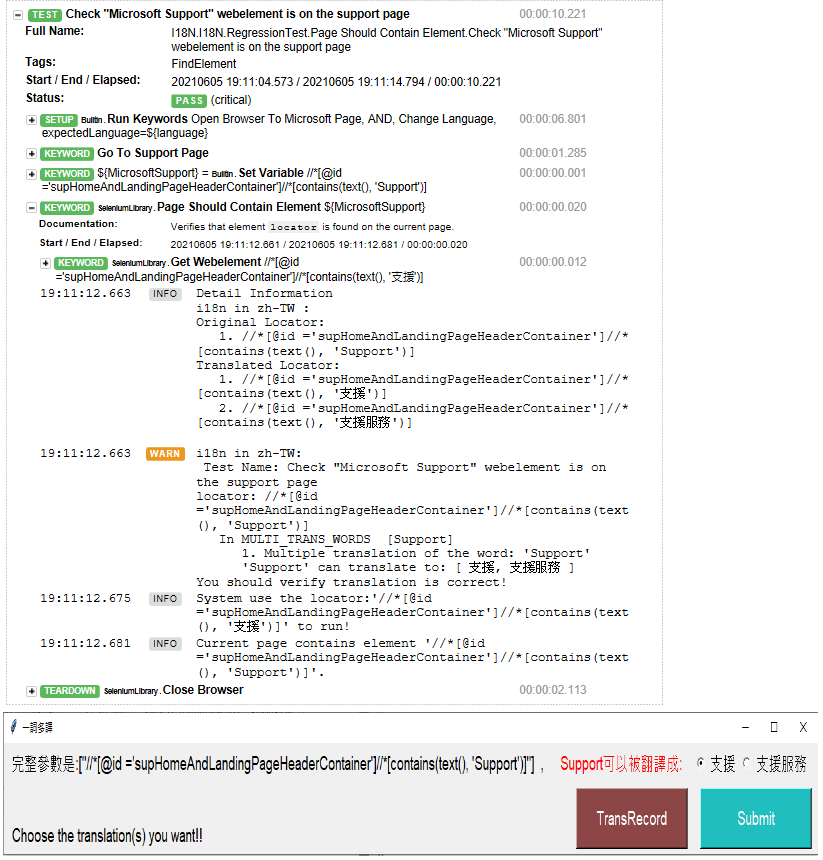 TEST Check "Microsoft Support" webelement is on the support page 00:00:10.221
Full Name: I18N.I18N.RegressionTest.Page Should Contain Element.Check "Microsoft Support"
webelement is on the support page
Tags: FindElement
Start / End / Elapsed: 20210605 19:11:04.573 / 20210605 19:11:14.794 / 00:00:10.221
Status: PASS (critical)
SETUP BuiltIn.Run Keywords Open Browser To Microsoft Page, AND, Change Language, 00:00:06.801
expectedLanguage=${language}
KEYWORD Go To Support Page 00:00:01.285
KEYWORD ${MicrosoftSupport} = BuiltIn.Set Variable //*[@id 00:00:00.001
='supHomeAndLandingPageHeaderContainer']//*[contains(text(), 'Support')]
KEYWORD SeleniumLibrary.Page Should Contain Element ${MicrosoftSupport} 00:00:00.020
Documentation: Verifies that element locator is found on the current page.
Start / End / Elapsed: 20210605 19:11:12.661 / 20210605 19:11:12.681 / 00:00:00.020
KEYWORD SeleniumLibrary.Get Webelement //*[@id 00:00:00.012
='supHomeAndLandingPageHeaderContainer']//*[contains(text(), '支援')]
19:11:12.663 INFO Detail Information
i18n in zh-TW :
Original Locator:
1. //*[@id ='supHomeAndLandingPageHeaderContainer']//*
[contains(text(), 'Support')]
Translated Locator:
1. //*[@id ='supHomeAndLandingPageHeaderContainer']//*
[contains(text(), '支援')]
2. //*[@id ='supHomeAndLandingPageHeaderContainer']//*
[contains(text(), '支援服務')]
19:11:12.663 WARN i18n in zh-TW:
Test Name: Check "Microsoft Support" webelement is on
the support page
locator: //*[@id
='supHomeAndLandingPageHeaderContainer']//*[contains(text
(), 'Support')]
In MULTI_TRANS_WORDS [Support]
1. Multiple translation of the word: 'Support'
'Support' can translate to: [ 支援, 支援服務 ]
You should verify translation is correct!
19:11:12.675 INFO System use the locator:'//*[@id
='supHomeAndLandingPageHeaderContainer']//*[contains(text
(), '支援')]' to run!
19:11:12.681 INFO Current page contains element '//*[@id
='supHomeAndLandingPageHeaderContainer']//*[contains(text
(), 'Support')]'.
TEARDOWN SeleniumLibrary.Close Browser 00:00:02.113
一詞多譯
完整參數是:["//*[@id ='supHomeAndLandingPageHeaderContainer']//*[contains(text(), 'Support')]"] , Support可以被翻譯成: 支援 支援服務
TransRecord Submit
Choose the translation(s) you want!!